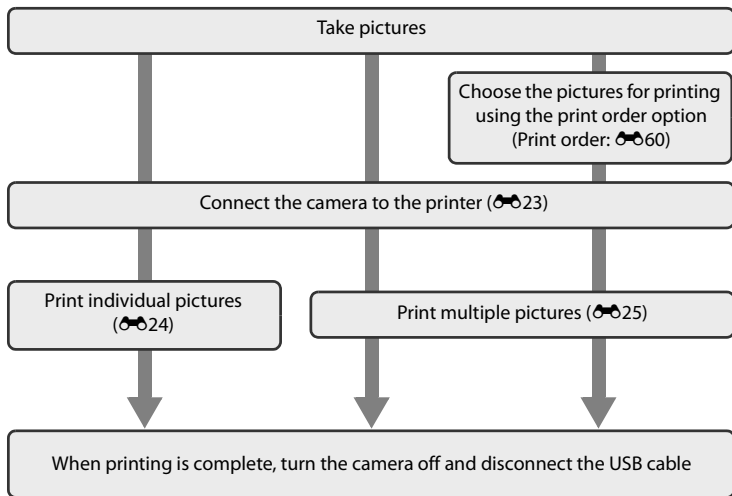 Take pictures
Choose the pictures for printing
using the print order option
(Print order: 60)
Connect the camera to the printer (23)
Print individual pictures
(24)
Print multiple pictures (25)
When printing is complete, turn the camera off and disconnect the USB cable